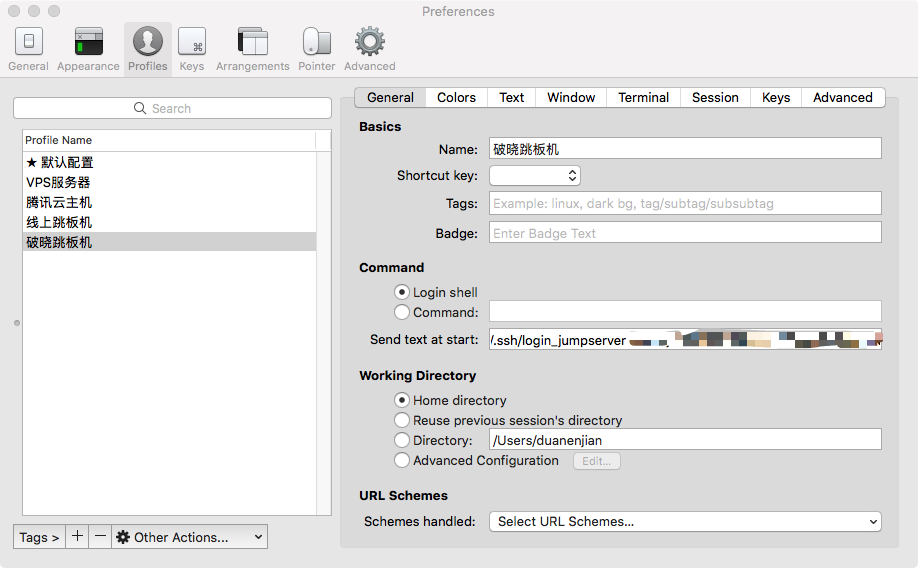 Preferences
General Appearance Profiles Keys Arrangements Pointer Advanced
Search
Profile Name
★ 默认配置
VPS服务器
腾讯云主机
线上跳板机
破晓跳板机
Tags > + − Other Actions...
General Colors Text Window Terminal Session Keys Advanced
Basics
Name: 破晓跳板机
Shortcut key:
Tags: Example: linux, dark bg, tag/subtag/subsubtag
Badge: Enter Badge Text
Command
Login shell
Command:
Send text at start: /.ssh/login_jumpserver
Working Directory
Home directory
Reuse previous session's directory
Directory: /Users/duanenjian
Advanced Configuration Edit...
URL Schemes
Schemes handled: Select URL Schemes...